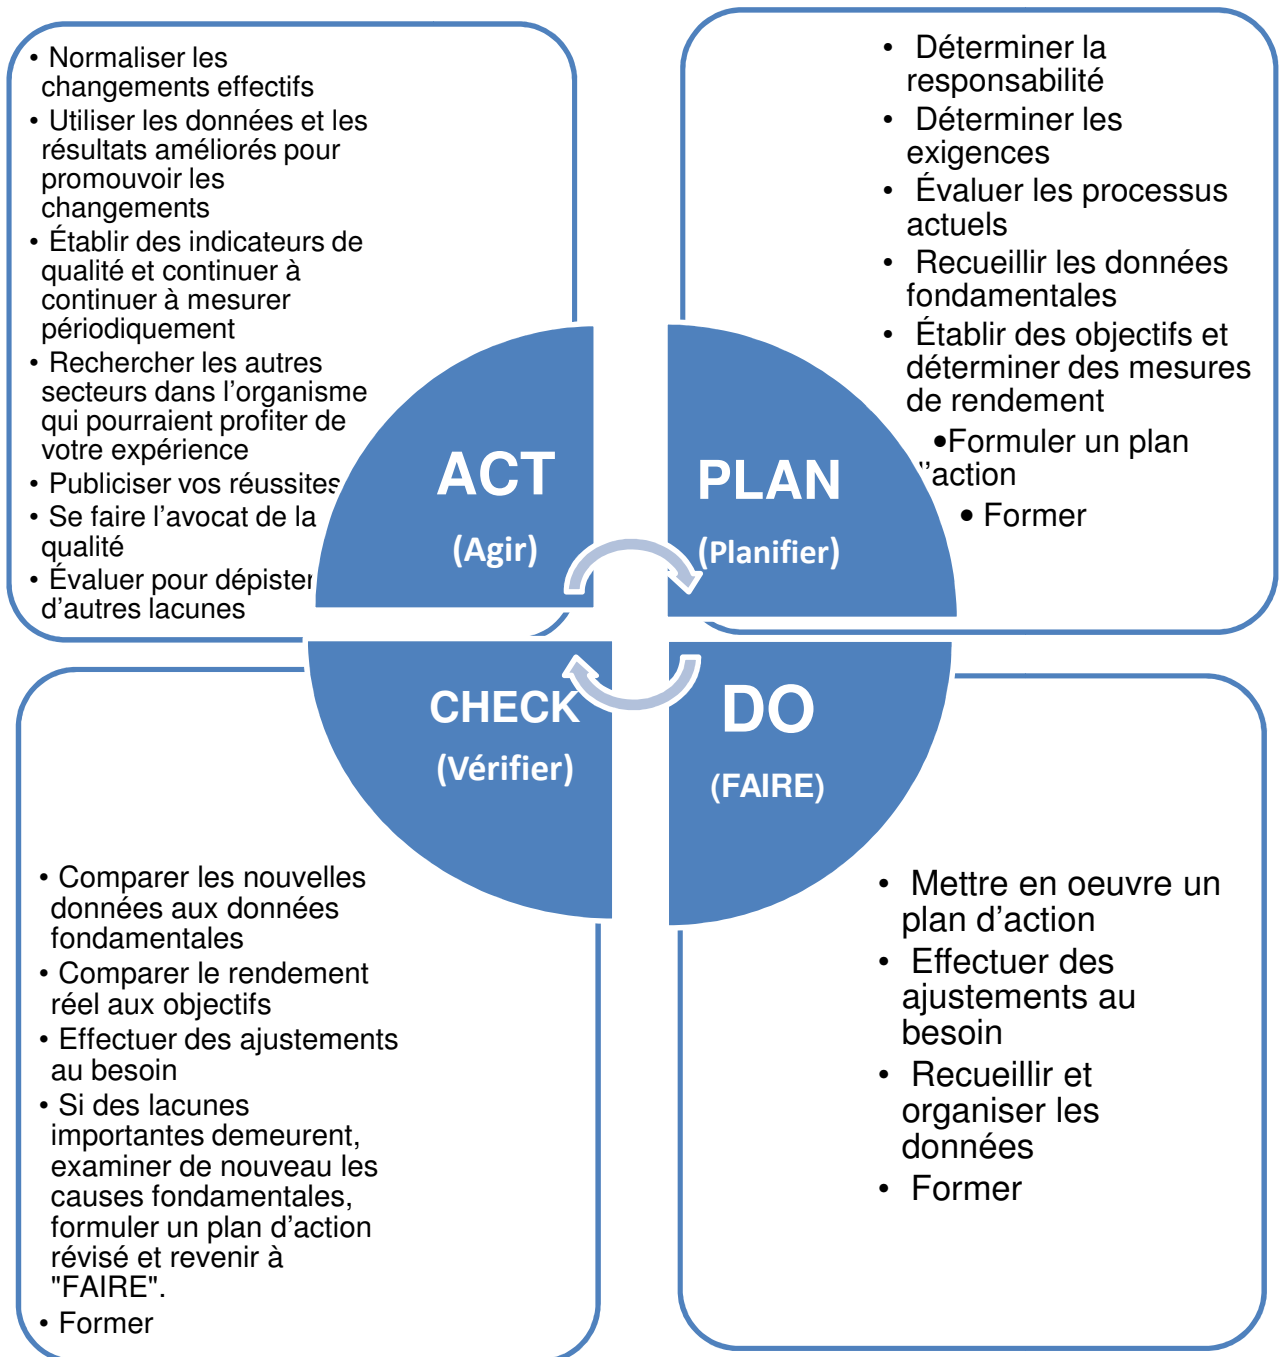 • Normaliser les
changements effectifs
• Utiliser les données et les
résultats améliorés pour
promouvoir les
changements
• Établir des indicateurs de
qualité et continuer à
continuer à mesurer
périodiquement
• Rechercher les autres
secteurs dans l’organisme
qui pourraient profiter de
votre expérience
• Publiciser vos réussites
• Se faire l’avocat de la
qualité
• Évaluer pour dépister
d’autres lacunes
ACT
(Agir)
• Déterminer la
responsabilité
• Déterminer les
exigences
• Évaluer les processus
actuels
• Recueillir les données
fondamentales
• Établir des objectifs et
déterminer des mesures
de rendement
•Formuler un plan
’action
• Former
PLAN
(Planifier)
CHECK
(Vérifier)
• Comparer les nouvelles
données aux données
fondamentales
• Comparer le rendement
réel aux objectifs
• Effectuer des ajustements
au besoin
• Si des lacunes
importantes demeurent,
examiner de nouveau les
causes fondamentales,
formuler un plan d’action
révisé et revenir à
"FAIRE".
• Former
DO
(FAIRE)
• Mettre en oeuvre un
plan d’action
• Effectuer des
ajustements au
besoin
• Recueillir et
organiser les
données
• Former